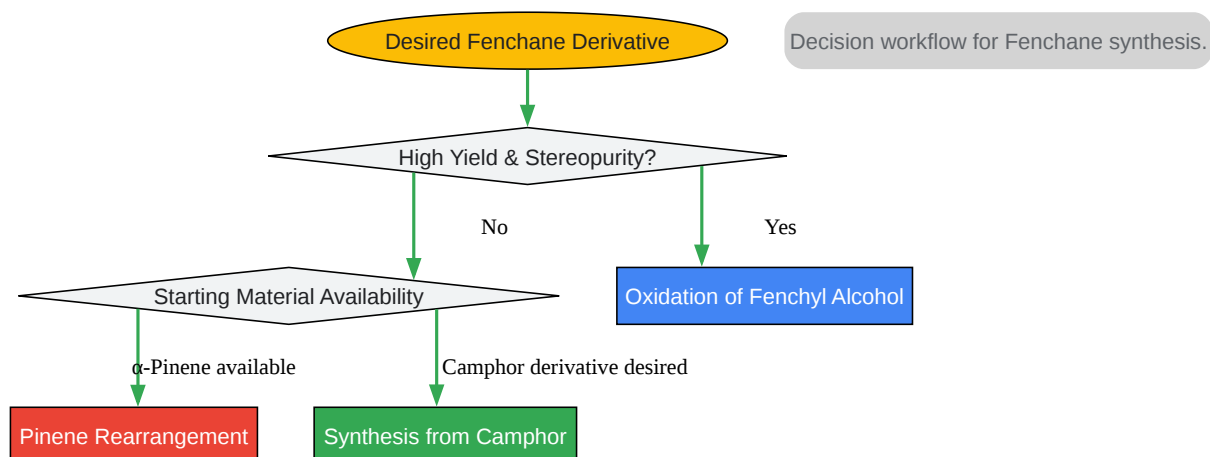 Desired Fenchane Derivative
Decision workflow for Fenchane synthesis.
High Yield & Stereopurity?
No
Yes
Starting Material Availability
Oxidation of Fenchyl Alcohol
α-Pinene available
Camphor derivative desired
Pinene Rearrangement
Synthesis from Camphor